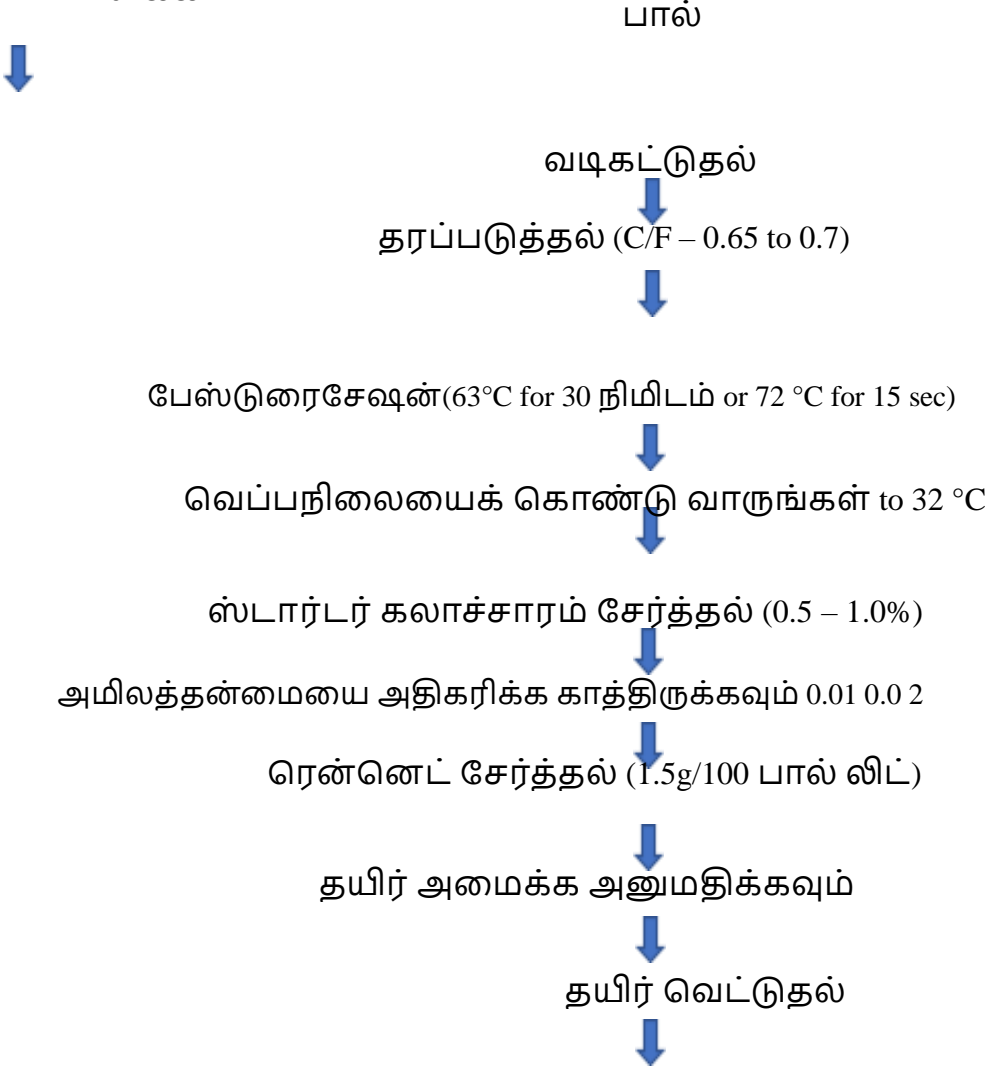 பால்
வடிகட்டுதல்
தரப்படுத்தல் (C/F – 0.65 to 0.7)
பேஸ்டுரைசேஷன்(63°C for 30 நிமிடம் or 72 °C for 15 sec)
வெப்பநிலையைக் கொண்டு வாருங்கள் to 32 °C
ஸ்டார்டர் கலாச்சாரம் சேர்த்தல் (0.5 – 1.0%)
அமிலத்தன்மையை அதிகரிக்க காத்திருக்கவும் 0.01 0.0 2
ரென்னெட் சேர்த்தல் (1.5g/100 பால் லிட்)
தயிர் அமைக்க அனுமதிக்கவும்
தயிர் வெட்டுதல்